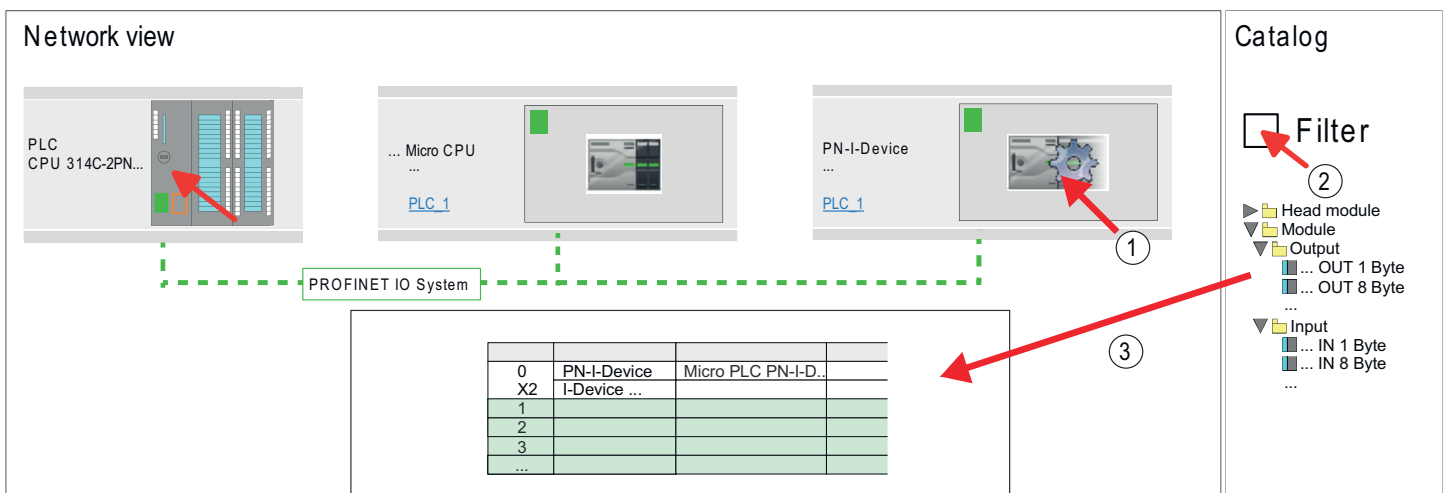 Network view
PLC
CPU 314C-2PN...
... Micro CPU
...
PLC_1
PN-I-Device
...
PLC_1
1
PROFINET IO System
0 PN-I-Device Micro PLC PN-I-D..
X2 I-Device ...
1
2
3
...
3
Catalog
Filter
2
Head module
Module
Output
... OUT 1 Byte
... OUT 8 Byte
...
Input
... IN 1 Byte
... IN 8 Byte
...